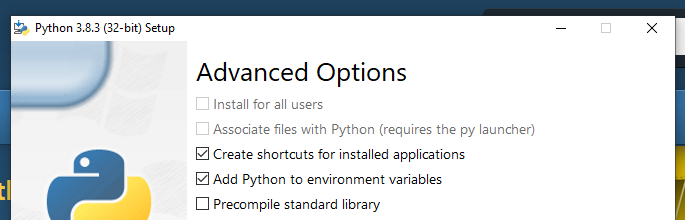 Python 3.8.3 (32-bit) Setup
Advanced Options
Install for all users
Associate files with Python (requires the py launcher)
Create shortcuts for installed applications
Add Python to environment variables
Precompile standard library